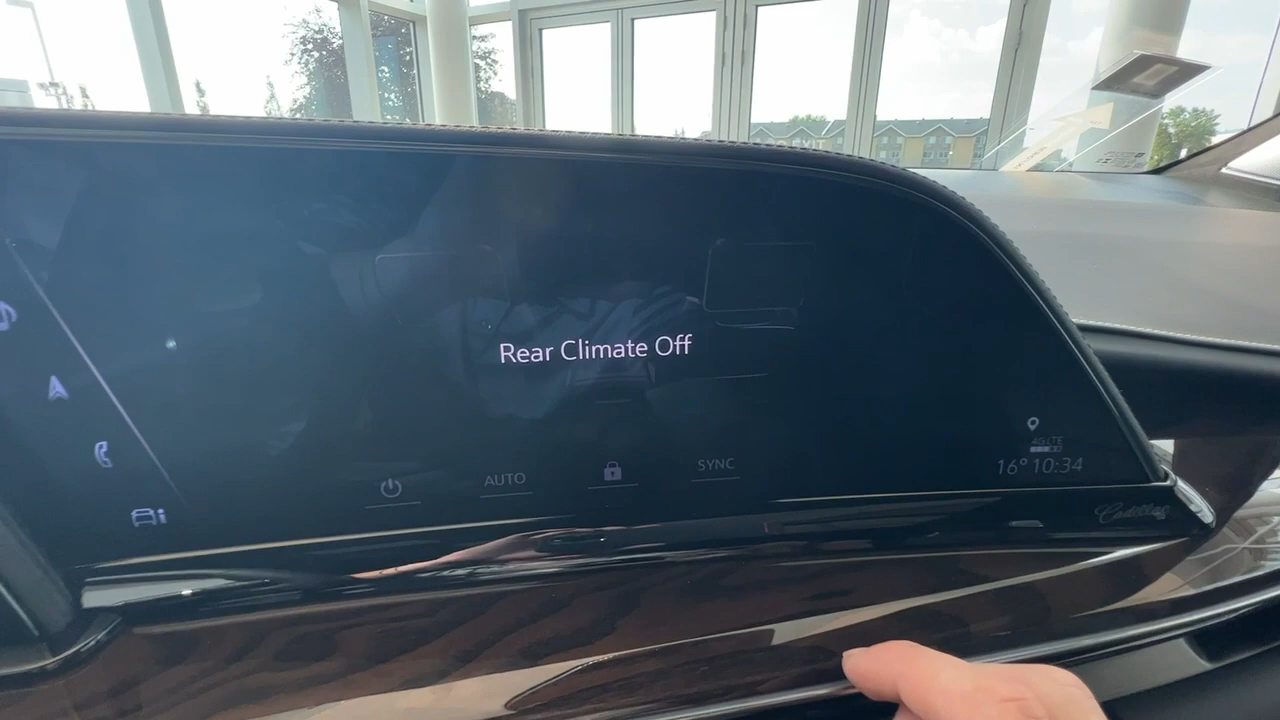 Rear Climate Off
AUTO
SYNC
4G LTE
16° 10:34
Cadillac